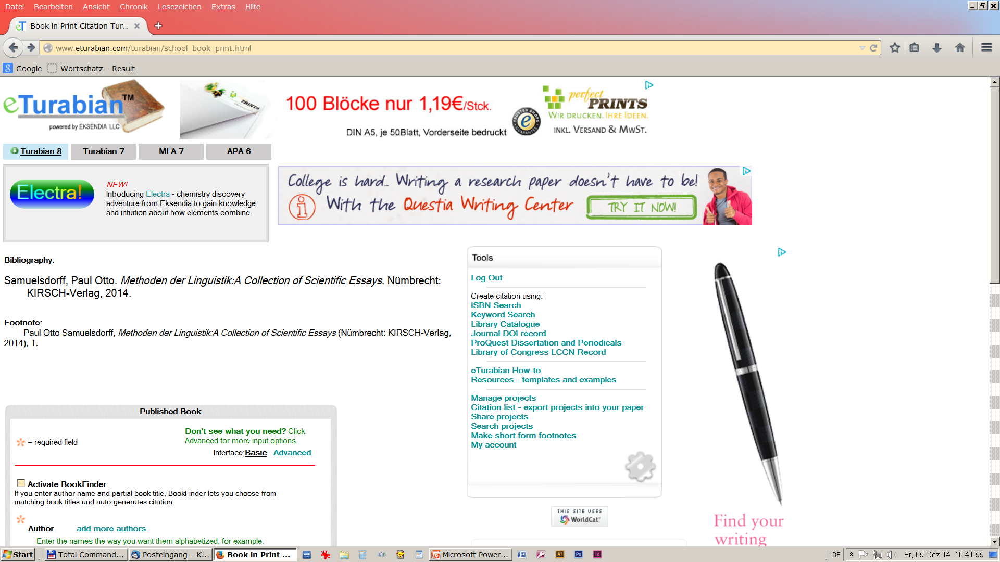 Datei Bearbeiten Ansicht Chronik Lesezeichen Extras Hilfe
eT Book in Print Citation Tur...
www.eturabian.com/turabian/school_book_print.html
Google Wortschatz - Result
eTurabian TM
powered by EKSENDIA LLC
PRINTS
100 Blöcke nur 1,19€/Stck.
DIN A5, je 50Blatt, Vorderseite bedruckt
TRUSTED SHOPS
GUARANTEE
perfect
PRINTS
WIR DRUCKEN. IHRE IDEEN.
INKL. VERSAND & MWST.
Turabian 8 Turabian 7 MLA 7 APA 6
Electra!
NEW!
Introducing Electra - chemistry discovery
adventure from Eksendia to gain knowledge
and intuition about how elements combine.
College is hard... Writing a research paper doesn't have to be!
With the Questia Writing Center
TRY IT NOW!
Bibliography:
Samuelsdorff, Paul Otto. Methoden der Linguistik:A Collection of Scientific Essays. Nümbrecht:
KIRSCH-Verlag, 2014.
Footnote:
Paul Otto Samuelsdorff, Methoden der Linguistik:A Collection of Scientific Essays (Nümbrecht: KIRSCH-Verlag,
2014), 1.
Published Book
= required field
Don't see what you need? Click
Advanced for more input options.
Interface:Basic - Advanced
Activate BookFinder
If you enter author name and partial book title, BookFinder lets you choose from
matching book titles and auto-generates citation.
Author add more authors
Enter the names the way you want them alphabetized, for example:
Tools
Log Out
Create citation using:
ISBN Search
Keyword Search
Library Catalogue
Journal DOI record
ProQuest Dissertation and Periodicals
Library of Congress LCCN Record
eTurabian How-to
Resources - templates and examples
Manage projects
Citation list - export projects into your paper
Share projects
Search projects
Make short form footnotes
My account
THIS SITE USES
WorldCat
Find your
writing
Start Total Command... Posteingang - K... Book in Print ... Microsoft Power... Ai Ps Id DE Fr, 05 Dez 14 10:41:55